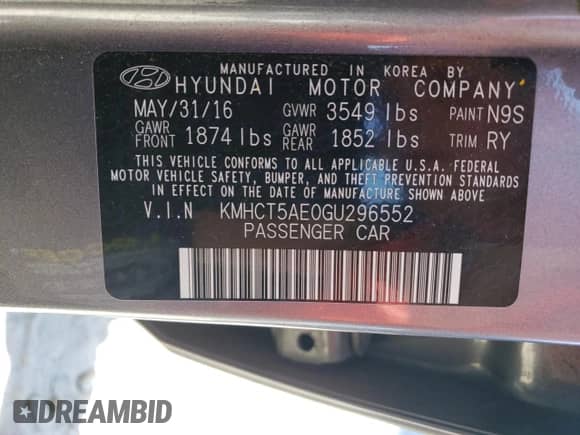 MANUFACTURED IN KOREA BY
HYUNDAI MOTOR COMPANY
MAY/31/16 GVWR 3549 lbs PAINT N9S
GAWR FRONT 1874 lbs GAWR REAR 1852 lbs TRIM RY
THIS VEHICLE CONFORMS TO ALL APPLICABLE U.S.A. FEDERAL
MOTOR VEHICLE SAFETY, BUMPER, AND THEFT PREVENTION STANDARDS
IN EFFECT ON THE DATE OF MANUFACTURE SHOWN ABOVE
V.I.N KMHCT5AE0GU296552
PASSENGER CAR
DREAMBID